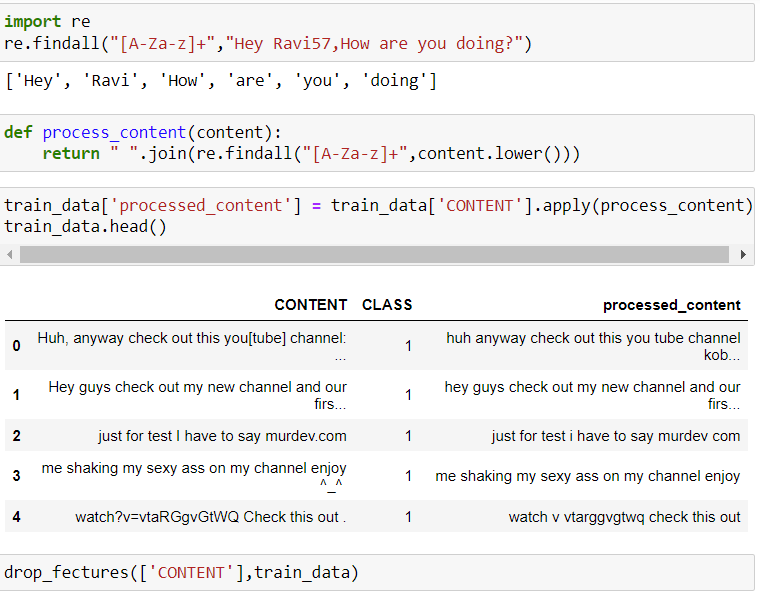 import re
re.findall("[A-Za-z]+","Hey Ravi57,How are you doing?")
['Hey', 'Ravi', 'How', 'are', 'you', 'doing']
def process_content(content):
    return " ".join(re.findall("[A-Za-z]+",content.lower()))
train_data['processed_content'] = train_data['CONTENT'].apply(process_content)
train_data.head()
CONTENT CLASS processed_content
0 Huh, anyway check out this you[tube] channel: ... 1 huh anyway check out this you tube channel kob...
1 Hey guys check out my new channel and our firs... 1 hey guys check out my new channel and our firs...
2 just for test I have to say murdev.com 1 just for test i have to say murdev com
3 me shaking my sexy ass on my channel enjoy ^_^ 1 me shaking my sexy ass on my channel enjoy
4 watch?v=vtaRGgvGtWQ Check this out . 1 watch v vtarggvgtwq check this out
drop_fectures(['CONTENT'],train_data)